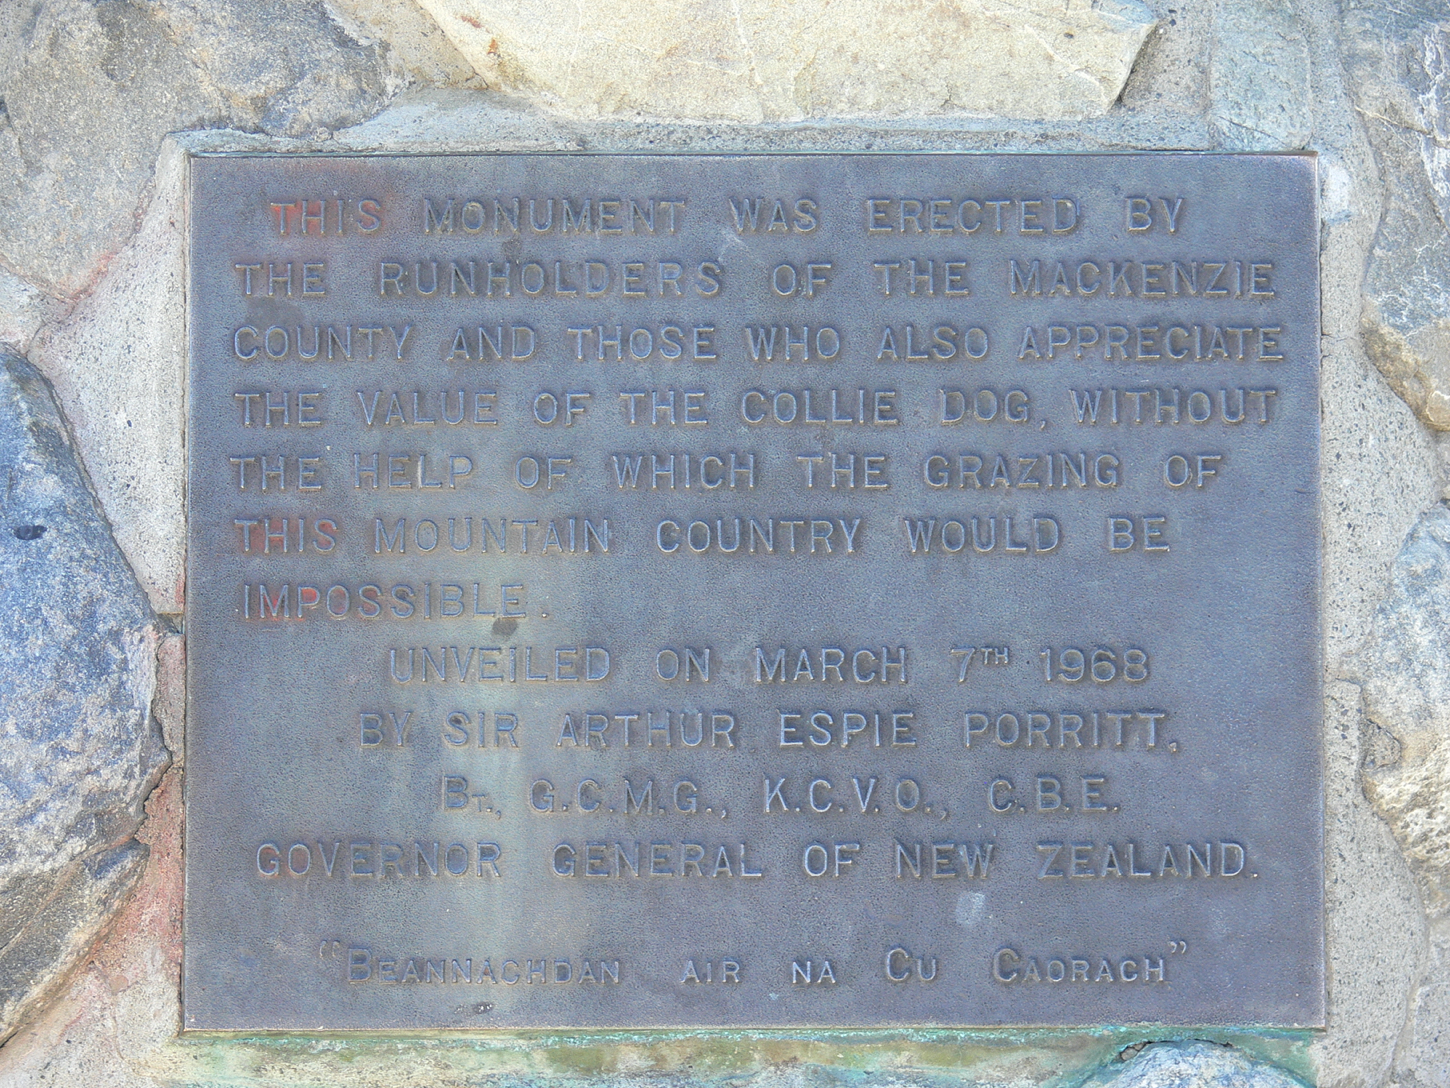 THIS MONUMENT WAS ERECTED BY
THE RUNHOLDERS OF THE MACKENZIE
COUNTY AND THOSE WHO ALSO APPRECIATE
THE VALUE OF THE COLLIE DOG, WITHOUT
THE HELP OF WHICH THE GRAZING OF
THIS MOUNTAIN COUNTRY WOULD BE
IMPOSSIBLE.
UNVEILED ON MARCH 7TH 1968
BY SIR ARTHUR ESPIE PORRITT,
BT., G.C.M.G., K.C.V.O., C.B.E.
GOVERNOR GENERAL OF NEW ZEALAND.
"BEANNACHDAN AIR NA CU CAORACH"